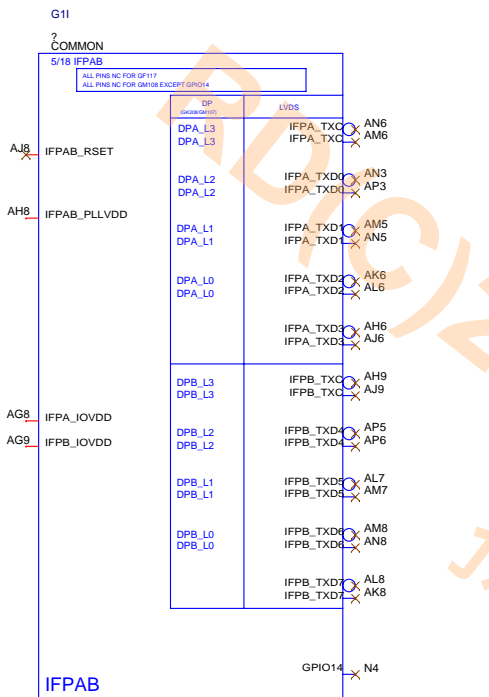 G1I
?
COMMON
5/18 IFPAB
ALL PINS NC FOR GF117
ALL PINS NC FOR GM108 EXCEPT GPIO14
DP LVDS
(GK208/GM107)
DPA_L3 IFPA_TXC AN6
DPA_L3 IFPA_TXC AM6
AJ8 IFPAB_RSET
DPA_L2 IFPA_TXD0 AN3
DPA_L2 IFPA_TXD0 AP3
AH8 IFPAB_PLLVDD
DPA_L1 IFPA_TXD1 AM5
DPA_L1 IFPA_TXD1 AN5
DPA_L0 IFPA_TXD2 AK6
DPA_L0 IFPA_TXD2 AL6
IFPA_TXD3 AH6
IFPA_TXD3 AJ6
DPB_L3 IFPB_TXC AH9
DPB_L3 IFPB_TXC AJ9
AG8 IFPA_IOVDD
DPB_L2 IFPB_TXD4 AP5
AG9 IFPB_IOVDD
DPB_L2 IFPB_TXD4 AP6
DPB_L1 IFPB_TXD5 AL7
DPB_L1 IFPB_TXD5 AM7
DPB_L0 IFPB_TXD6 AM8
DPB_L0 IFPB_TXD6 AN8
IFPB_TXD7 AL8
IFPB_TXD7 AK8
GPIO14 N4
IFPAB
RD(C)